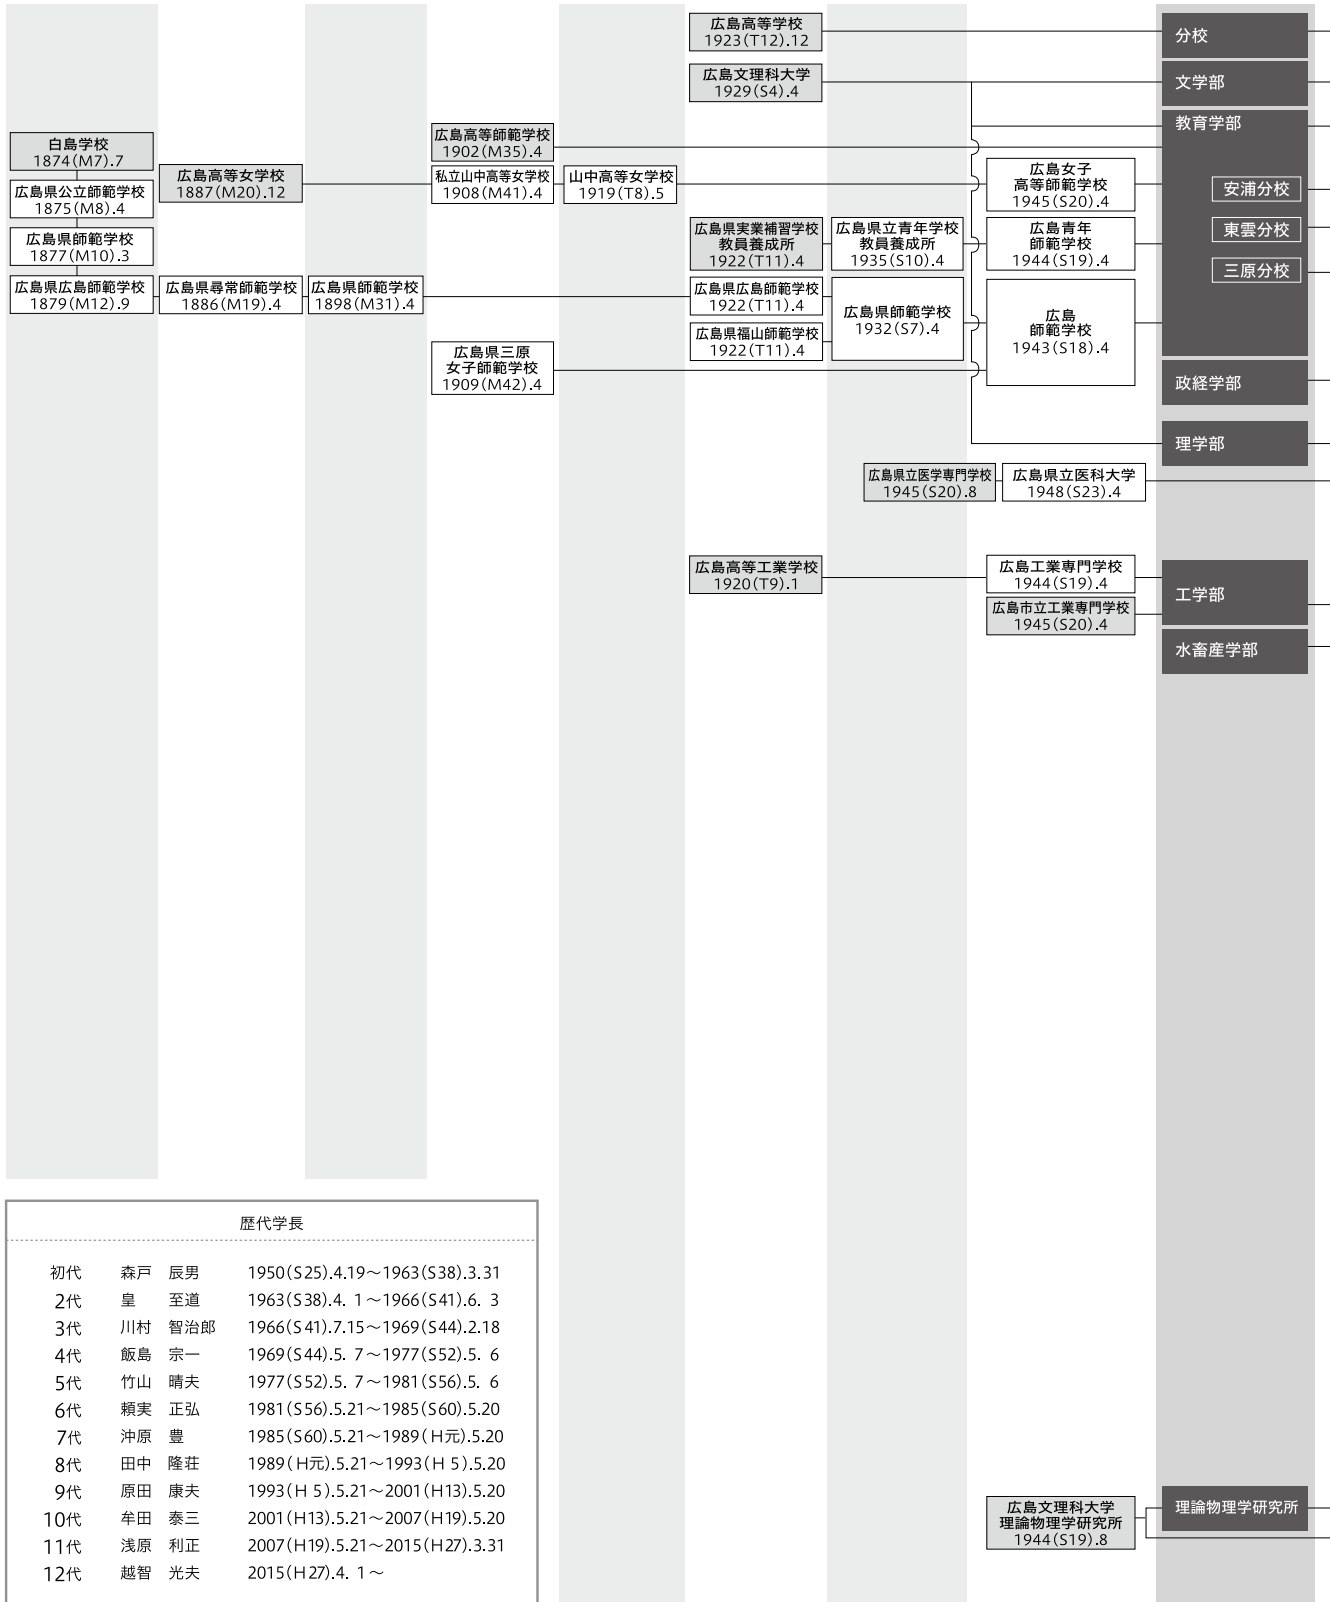 広島高等学校
1923(T12).12
分校
広島文理科大学
1929(S4).4
文学部
教育学部
白島学校
1874(M7).7
広島高等師範学校
1902(M35).4
広島県公立師範学校
1875(M8).4
広島高等女学校
1887(M20).12
私立山中高等女学校
1908(M41).4
山中高等女学校
1919(T8).5
広島女子
高等師範学校
1945(S20).4
安浦分校
広島県師範学校
1877(M10).3
広島県実業補習学校
教員養成所
1922(T11).4
広島県立青年学校
教員養成所
1935(S10).4
広島青年
師範学校
1944(S19).4
東雲分校
三原分校
広島県広島師範学校
1879(M12).9
広島県尋常師範学校
1886(M19).4
広島県師範学校
1898(M31).4
広島県広島師範学校
1922(T11).4
広島県福山師範学校
1922(T11).4
広島県師範学校
1932(S7).4
広島
師範学校
1943(S18).4
広島県三原
女子師範学校
1909(M42).4
政経学部
理学部
広島県立医学専門学校
1945(S20).8
広島県立医科大学
1948(S23).4
広島高等工業学校
1920(T9).1
広島工業専門学校
1944(S19).4
広島市立工業専門学校
1945(S20).4
工学部
水畜産学部
歴代学長
初代 森戸 辰男 1950(S25).4.19～1963(S38).3.31
2代 皇 至道 1963(S38).4. 1～1966(S41).6. 3
3代 川村 智治郎 1966(S41).7.15～1969(S44).2.18
4代 飯島 宗一 1969(S44).5. 7～1977(S52).5. 6
5代 竹山 晴夫 1977(S52).5. 7～1981(S56).5. 6
6代 頼実 正弘 1981(S56).5.21～1985(S60).5.20
7代 沖原 豊 1985(S60).5.21～1989(H元).5.20
8代 田中 隆荘 1989(H元).5.21～1993(H 5).5.20
9代 原田 康夫 1993(H 5).5.21～2001(H13).5.20
10代 牟田 泰三 2001(H13).5.21～2007(H19).5.20
11代 浅原 利正 2007(H19).5.21～2015(H27).3.31
12代 越智 光夫 2015(H27).4. 1～
広島文理科大学
理論物理学研究所
1944(S19).8
理論物理学研究所